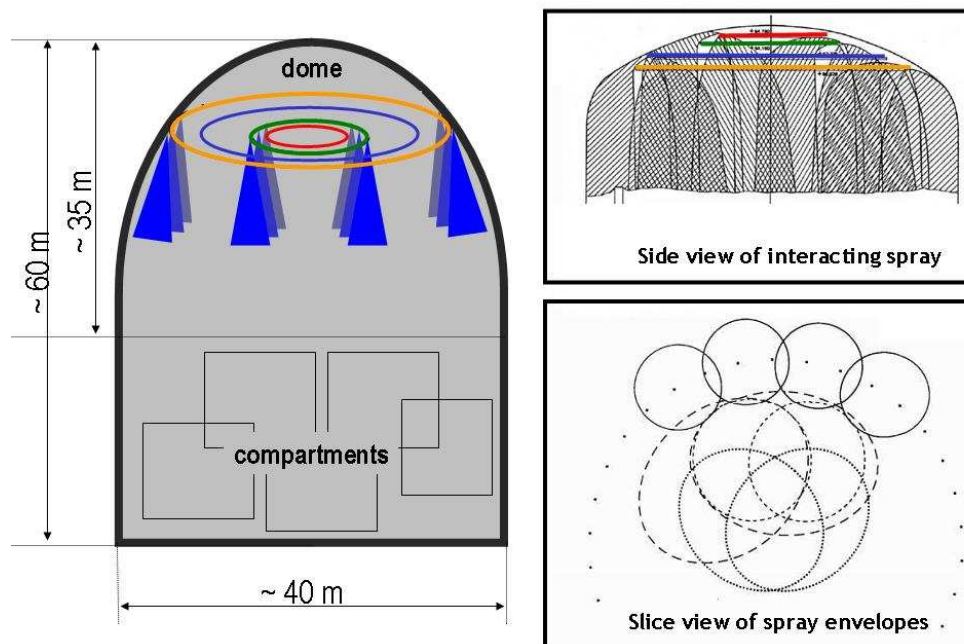 dome
~ 35 m
~ 60 m
compartments
~ 40 m
Side view of interacting spray
Slice view of spray envelopes